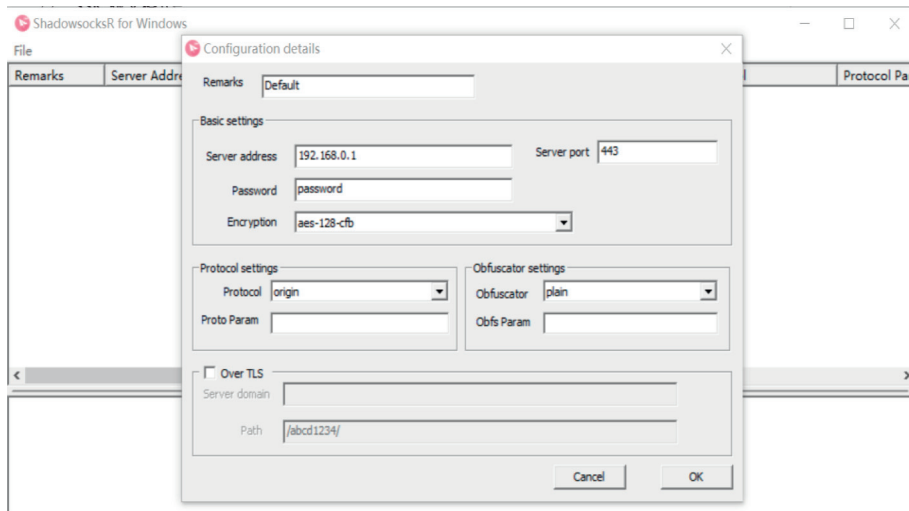 ShadowsocksR for Windows
File
Remarks Server Addre Protocol Pa
Configuration details
Remarks Default
Basic settings
Server address 192.168.0.1 Server port 443
Password password
Encryption aes-128-cfb
Protocol settings
Protocol origin
Proto Param
Obfuscator settings
Obfuscator plain
Obfs Param
Over TLS
Server domain
Path /abcd1234/
Cancel OK